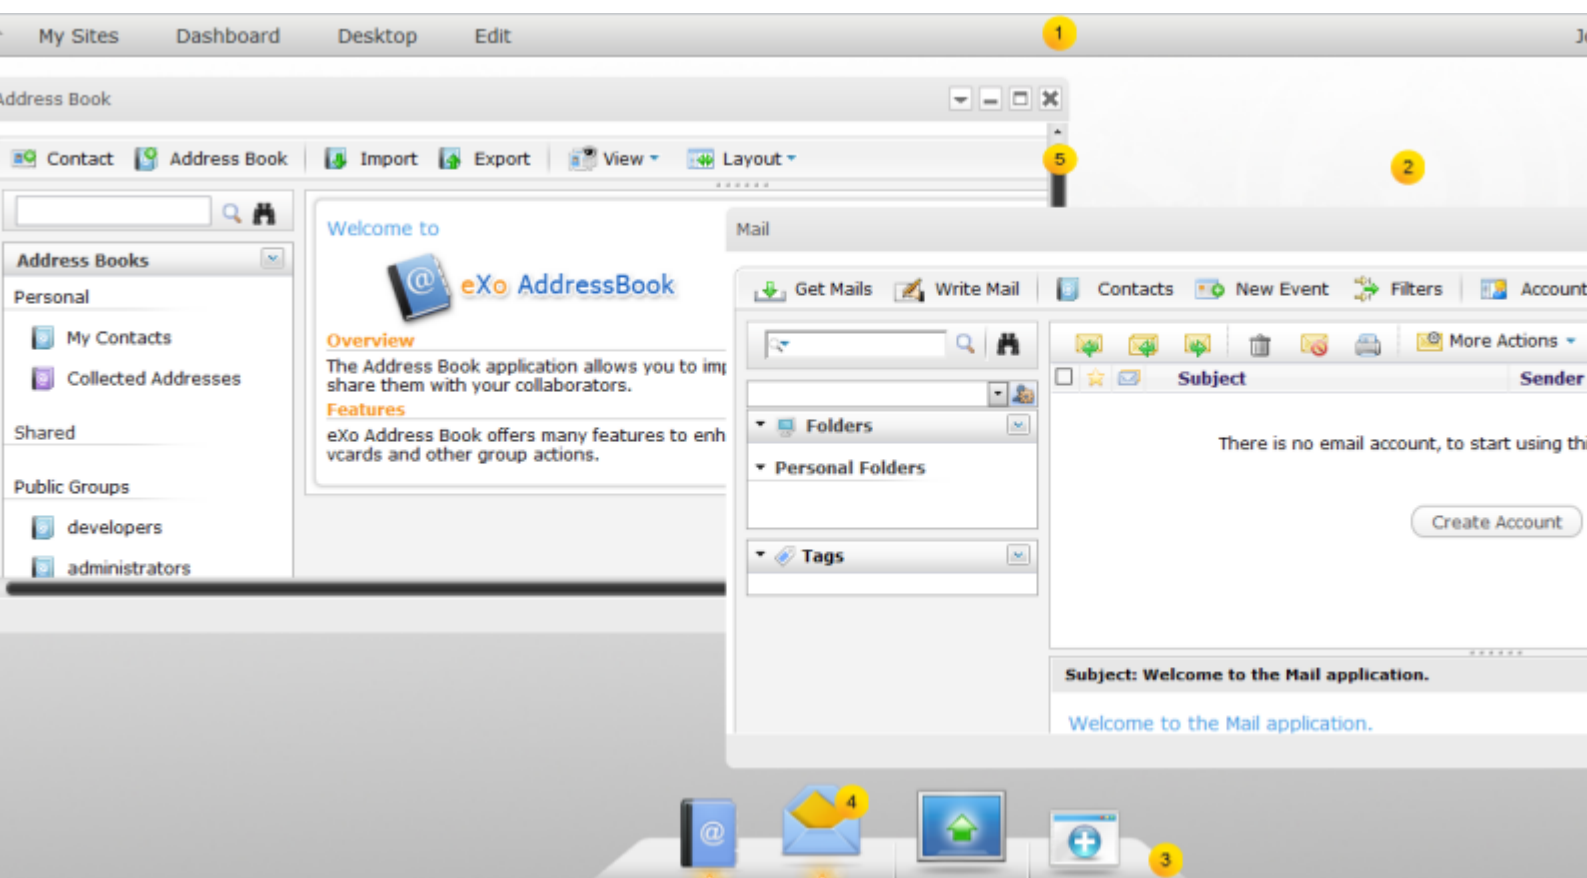 My Sites Dashboard Desktop Edit 1
Address Book
Contact Address Book Import Export View Layout 5
2
Welcome to
eXo AddressBook
Address Books
Personal
My Contacts
Collected Addresses
Shared
Public Groups
developers
administrators
Overview
The Address Book application allows you to imp
share them with your collaborators.
Features
eXo Address Book offers many features to enh
vcards and other group actions.
Mail
Get Mails Write Mail Contacts New Event Filters Account
More Actions
Subject Sender
Folders
Personal Folders
Tags
There is no email account, to start using thi
Create Account
Subject: Welcome to the Mail application.
Welcome to the Mail application.
4
3